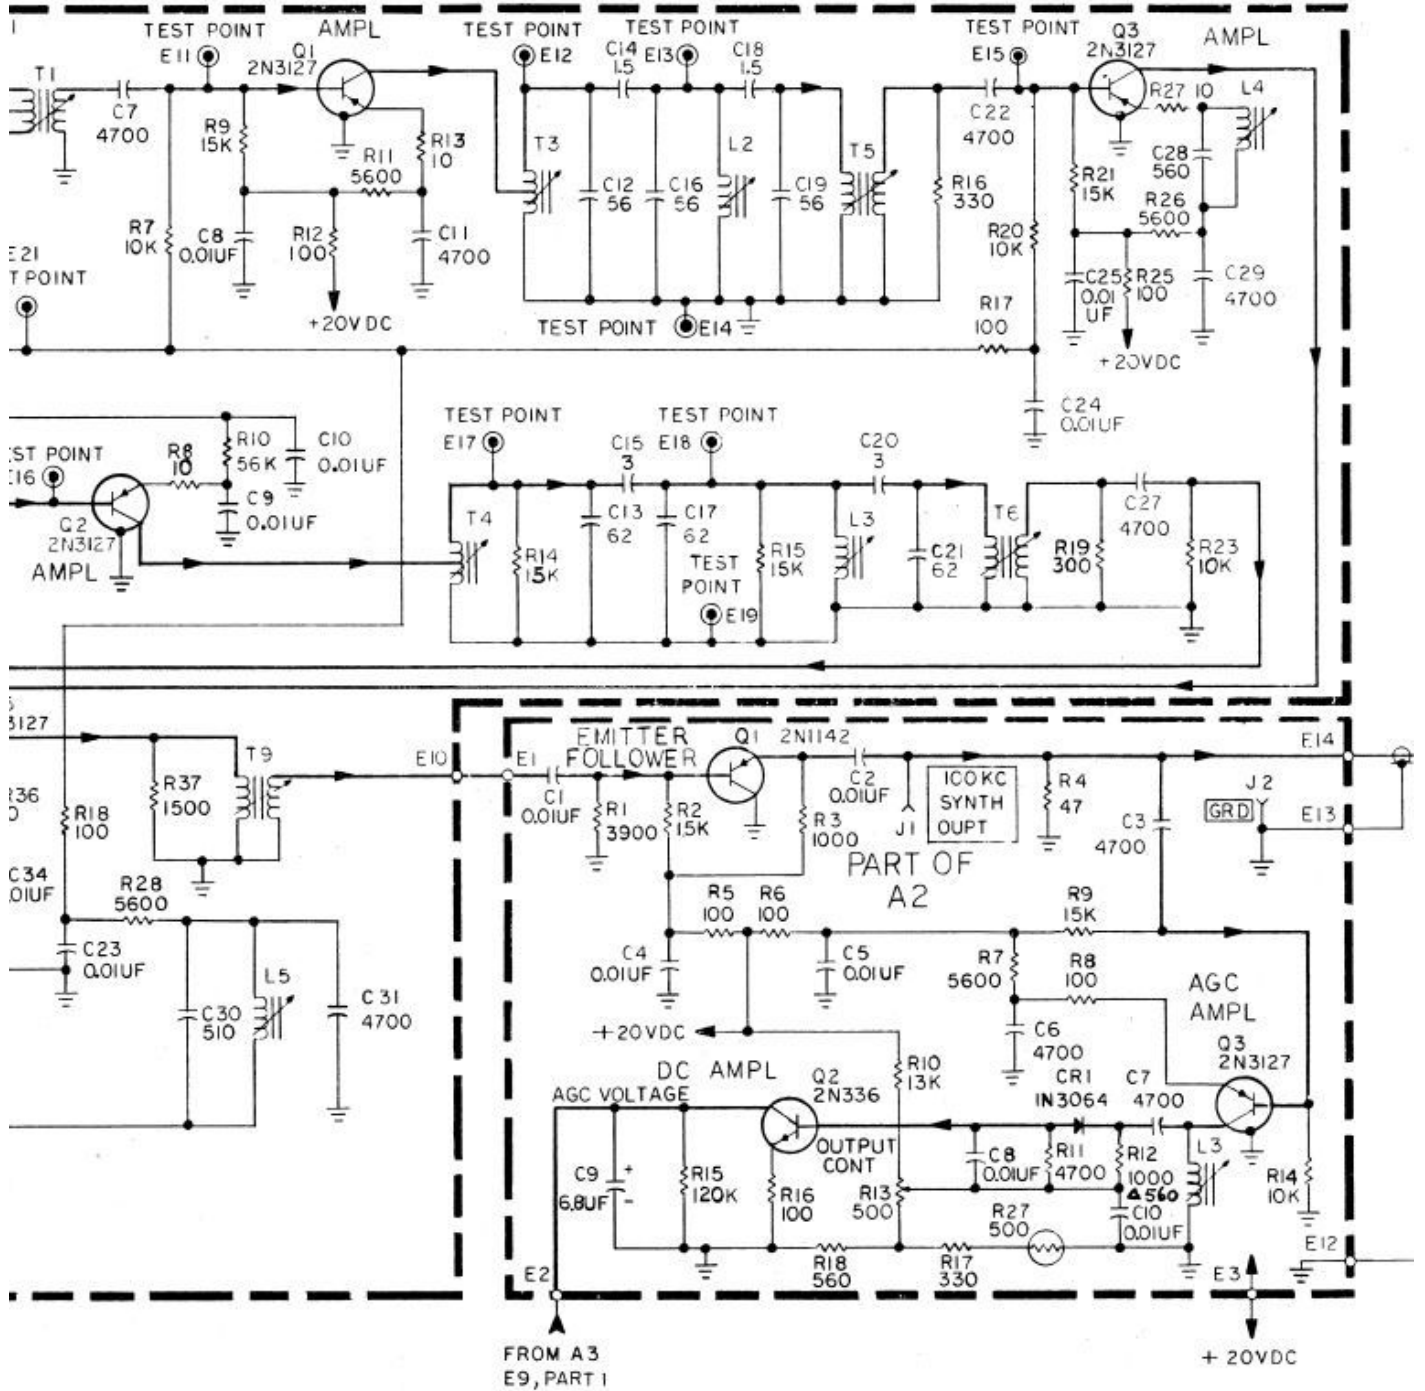 TEST POINT
E11
Q1
2N3127
AMPL
T1
C7
4700
R9
15K
R13
10
R11
5600
R7
10K
C8
0.01UF
R12
100
C11
4700
+20VDC
E21
T POINT
TEST POINT
E12
C14
1.5
TEST POINT
E13
C18
1.5
T3
C12
56
C16
56
L2
C19
56
T5
R16
330
TEST POINT
E14
TEST POINT
E15
C22
4700
Q3
2N3127
AMPL
R27 10
L4
C28
560
R21
15K
R26
5600
R20
10K
C25
0.01
UF
R25
100
C29
4700
R17
100
+20VDC
C24
0.01UF
ST POINT
E16
R8
10
R10
56K
C10
0.01UF
C9
0.01UF
Q2
2N3127
AMPL
TEST POINT
E17
C15
3
TEST POINT
E18
C20
3
T4
R14
15K
C13
62
C17
62
TEST
POINT
E19
R15
15K
L3
C21
62
T6
C27
4700
R19
300
R23
10K
3127
T9
R37
1500
R36
R18
100
C34
.01UF
R28
5600
C23
0.01UF
L5
C30
510
C31
4700
E10
E1
EMITTER
FOLLOWER
Q1
2N1142
C1
0.01UF
R1
3900
R2
1.5K
C2
0.01UF
R3
1000
J1
100KC
SYNTH
OUPT
R4
47
C3
4700
J2
GRD
E14
E13
PART OF
A2
R5
100
R6
100
R9
15K
C4
0.01UF
C5
0.01UF
R7
5600
R8
100
AGC
AMPL
+20VDC
C6
4700
Q3
2N3127
DC AMPL
AGC VOLTAGE
Q2
2N336
R10
13K
CR1
IN3064
C7
4700
OUTPUT
CONT
C8
0.01UF
R11
4700
R12
1000
Δ560
L3
R14
10K
C9
6.8UF
+
−
R15
120K
R16
100
R13
500
R27
500
C10
0.01UF
R18
560
R17
330
E12
E2
E3
FROM A3
E9, PART 1
+20VDC